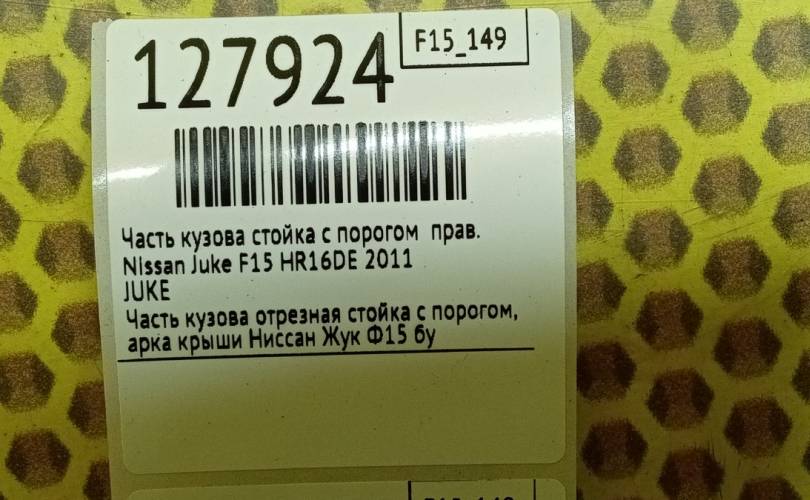 127924
F15_149
Часть кузова стойка с порогом прав.
Nissan Juke F15 HR16DE 2011
JUKE
Часть кузова отрезная стойка с порогом,
арка крыши Ниссан Жук Ф15 бу